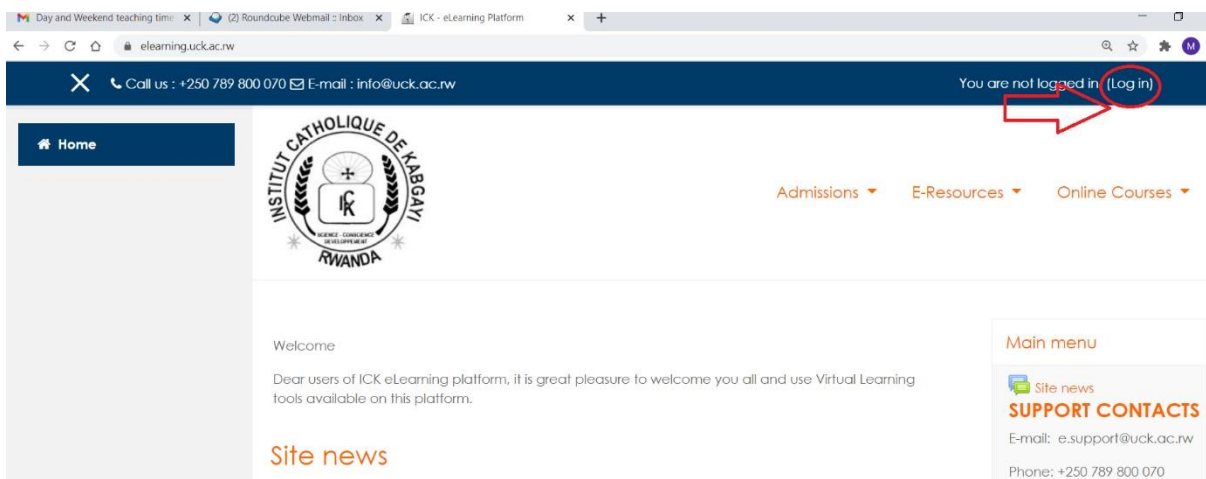 Day and Weekend teaching time
(2) Roundcube Webmail :: Inbox
ICK - eLearning Platform
elearning.uck.ac.rw
M
Call us : +250 789 800 070 E-mail : info@uck.ac.rw
You are not logged in. (Log in)
Home
INSTITUT CATHOLIQUE DE KABGAYI
ICK
SCIENCE - CONSCIENCE
DEVELOPPEMENT
RWANDA
Admissions
E-Resources
Online Courses
Welcome
Dear users of ICK eLearning platform, it is great pleasure to welcome you all and use Virtual Learning
tools available on this platform.
Site news
Main menu
Site news
SUPPORT CONTACTS
E-mail: e.support@uck.ac.rw
Phone: +250 789 800 070